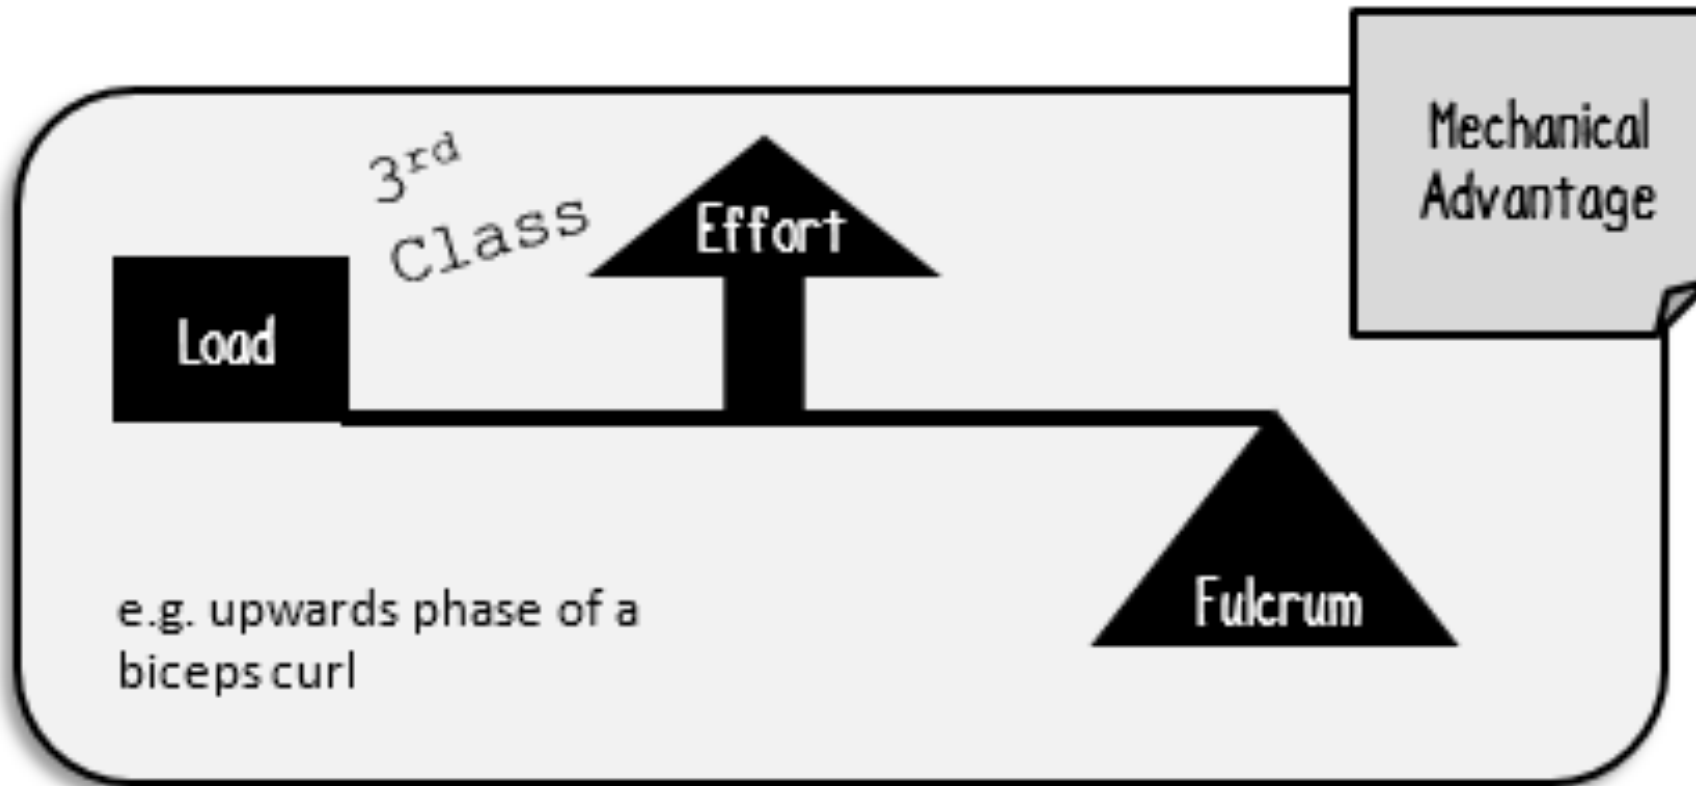 Mechanical
Advantage
3rd
Class
Effort
Load
Fulcrum
e.g. upwards phase of a
biceps curl